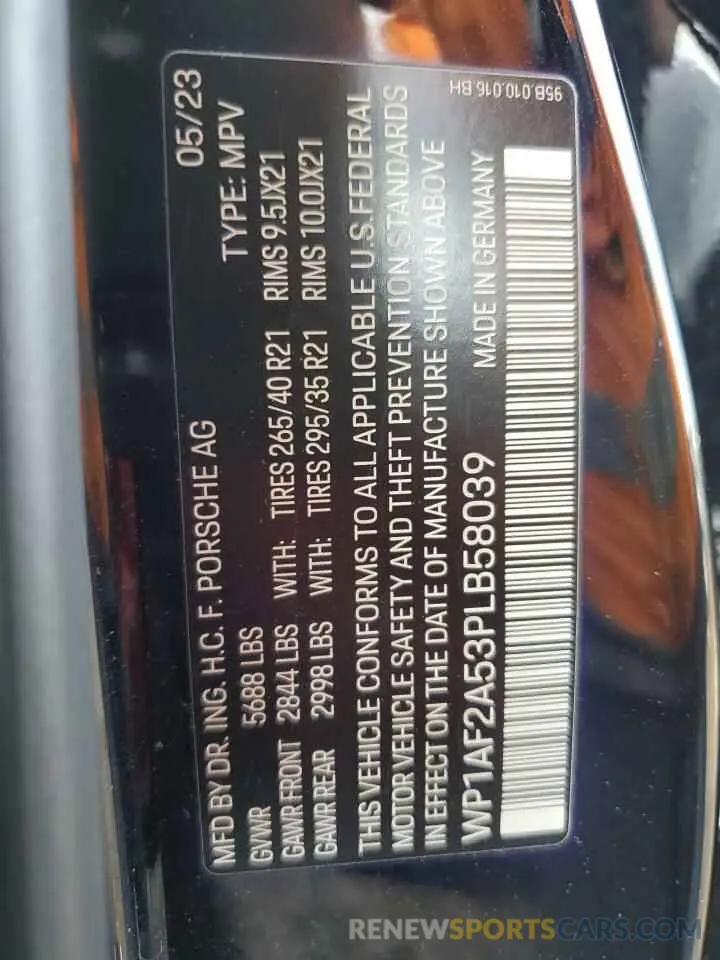 MFD BY DR. ING. H.C. F. PORSCHE AG 05/23
GVWR 5688 LBS TYPE: MPV
GAWR FRONT 2844 LBS WITH: TIRES 265/40 R21 RIMS 9.5JX21
GAWR REAR 2998 LBS WITH: TIRES 295/35 R21 RIMS 10.0JX21
THIS VEHICLE CONFORMS TO ALL APPLICABLE U.S. FEDERAL
MOTOR VEHICLE SAFETY AND THEFT PREVENTION STANDARDS
IN EFFECT ON THE DATE OF MANUFACTURE SHOWN ABOVE
WP1AF2A53PLB58039 MADE IN GERMANY
95B.010.016.BH
RENEWSPORTSCARS.COM